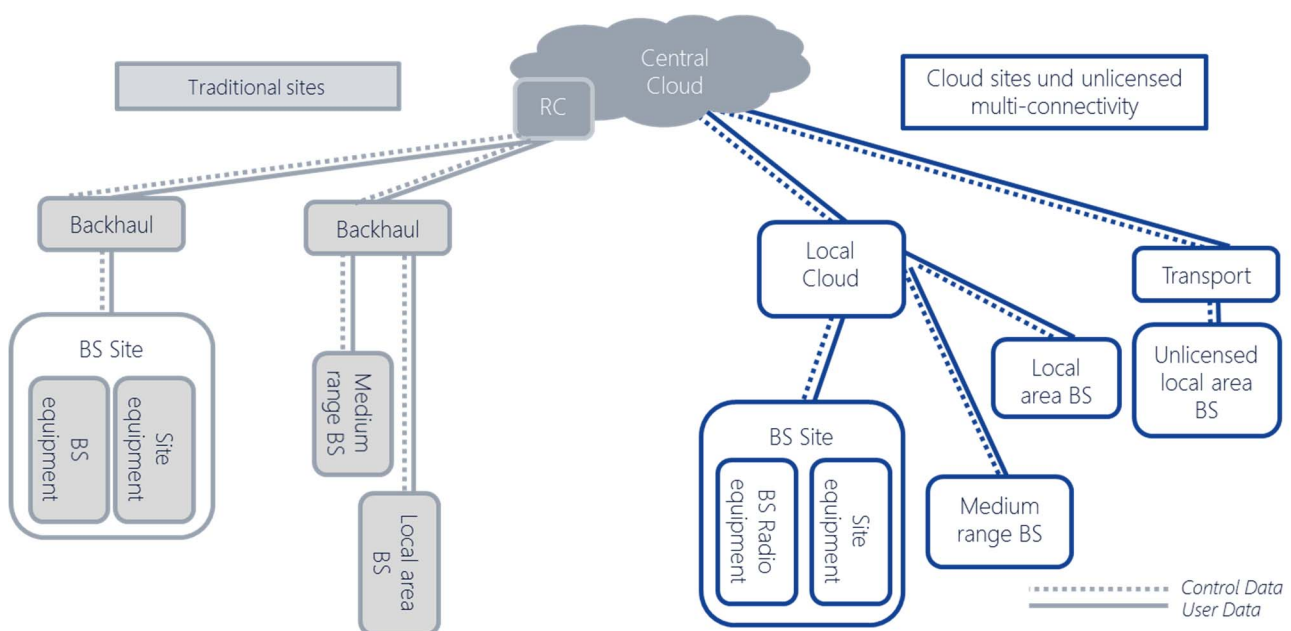 Traditional sites
Central
Cloud
RC
Cloud sites und unlicensed
multi-connectivity
Backhaul
Backhaul
BS Site
BS
equipment
Site
equipment
Medium
range BS
Local area
BS
Local
Cloud
Transport
Local
area BS
Unlicensed
local area
BS
BS Site
BS Radio
equipment
Site
equipment
Medium
range BS
Control Data
User Data